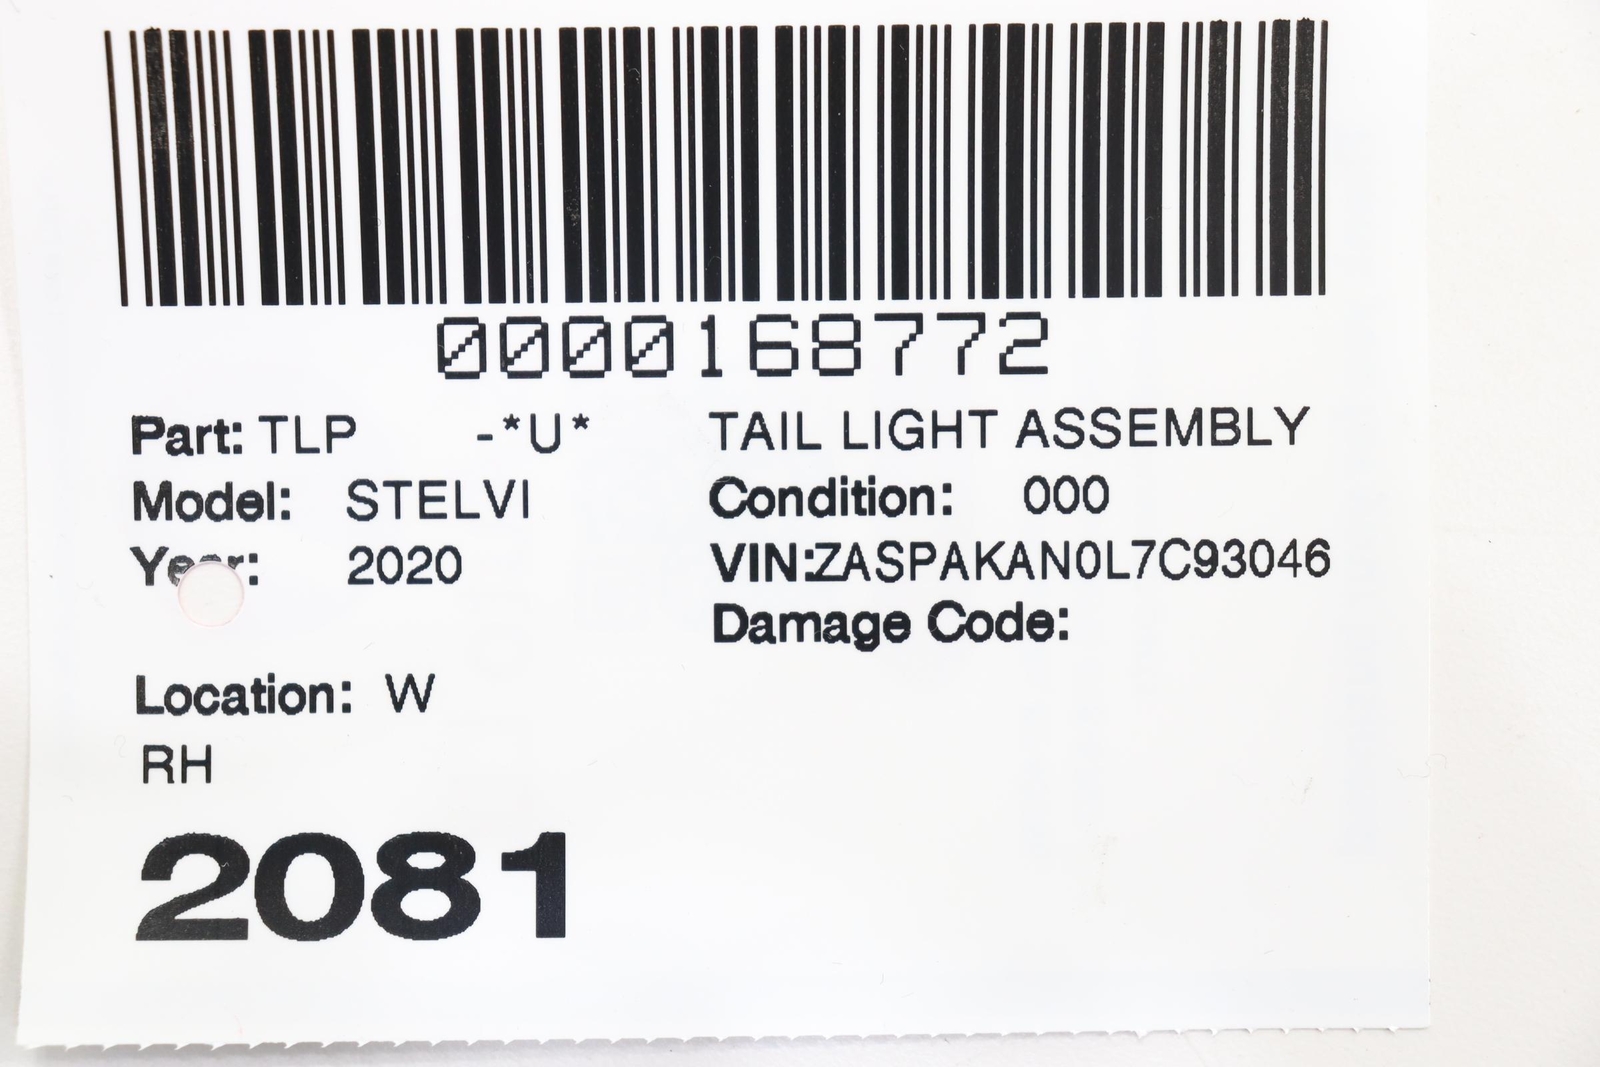 0000168772
Part: TLP -*U* TAIL LIGHT ASSEMBLY
Model: STELVI Condition: 000
Year: 2020 VIN:ZASPAKAN0L7C93046
Damage Code:
Location: W
RH
2081